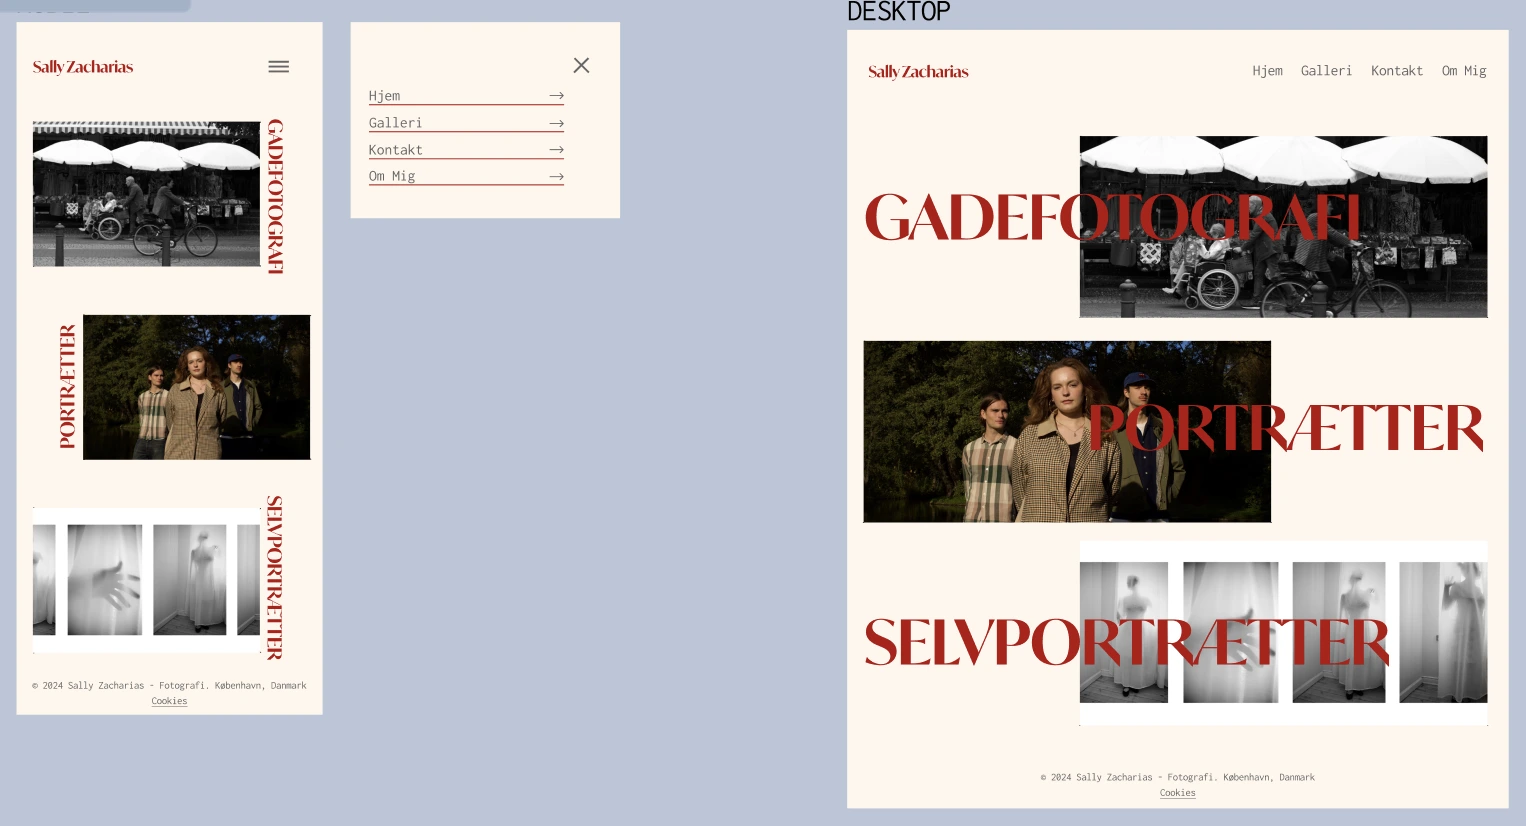 Sally Zacharias
GADEFOTOGRAFI
PORTRÆTTER
SELVPORTRÆTTER
© 2024 Sally Zacharias - Fotografi. København, Danmark
Cookies
Hjem →
Galleri →
Kontakt →
Om Mig →
DESKTOP
Sally Zacharias
Hjem Galleri Kontakt Om Mig
GADEFOTOGRAFI
PORTRÆTTER
SELVPORTRÆTTER
© 2024 Sally Zacharias - Fotografi. København, Danmark
Cookies